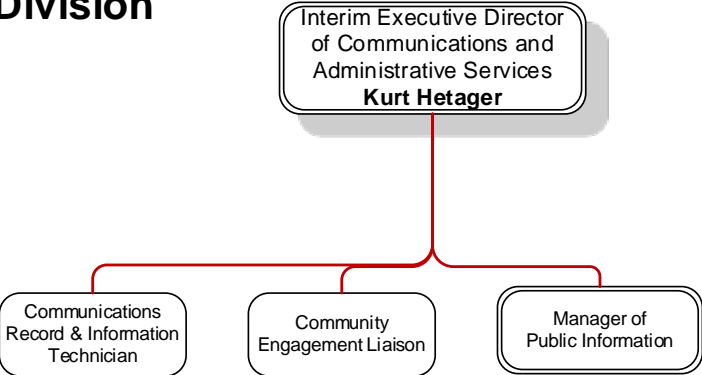 Division
Interim Executive Director
of Communications and
Administrative Services
Kurt Hetager
Communications
Record & Information
Technician
Community
Engagement Liaison
Manager of
Public Information